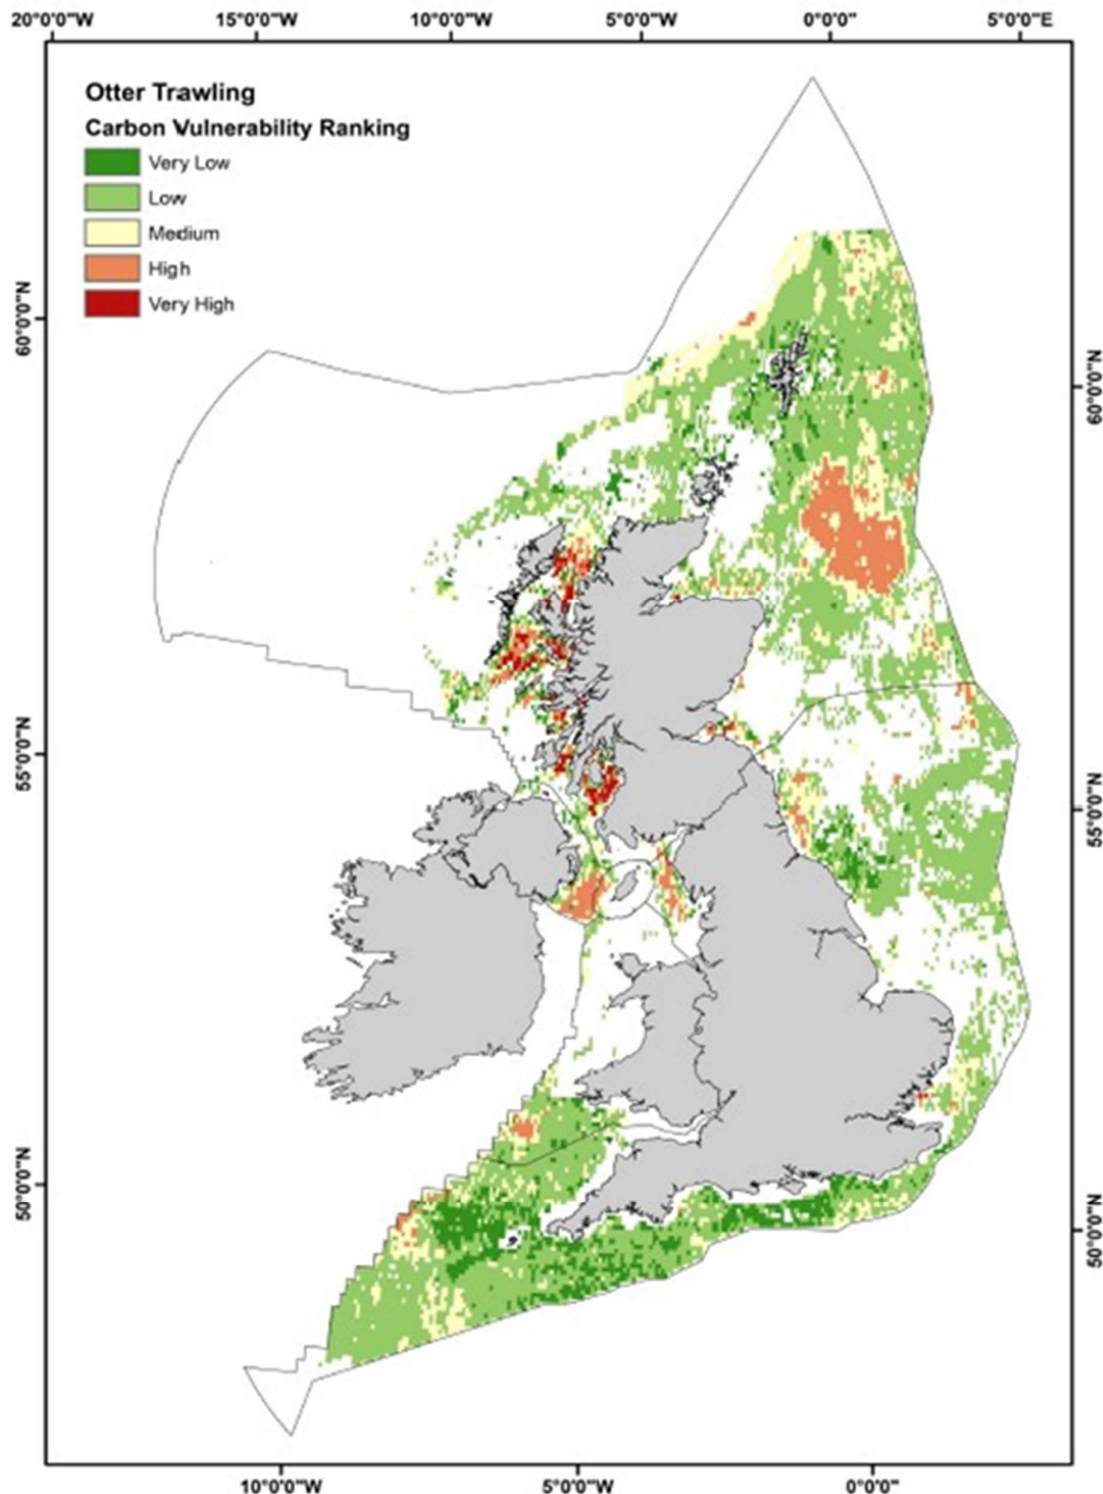 20°0'0"W 15°0'0"W 10°0'0"W 5°0'0"W 0°0'0" 5°0'0"E
Otter Trawling
Carbon Vulnerability Ranking
Very Low
Low
Medium
High
Very High
60°0'0"N
60°0'0"N
55°0'0"N
55°0'0"N
50°0'0"N
50°0'0"N
10°0'0"W 5°0'0"W 0°0'0"